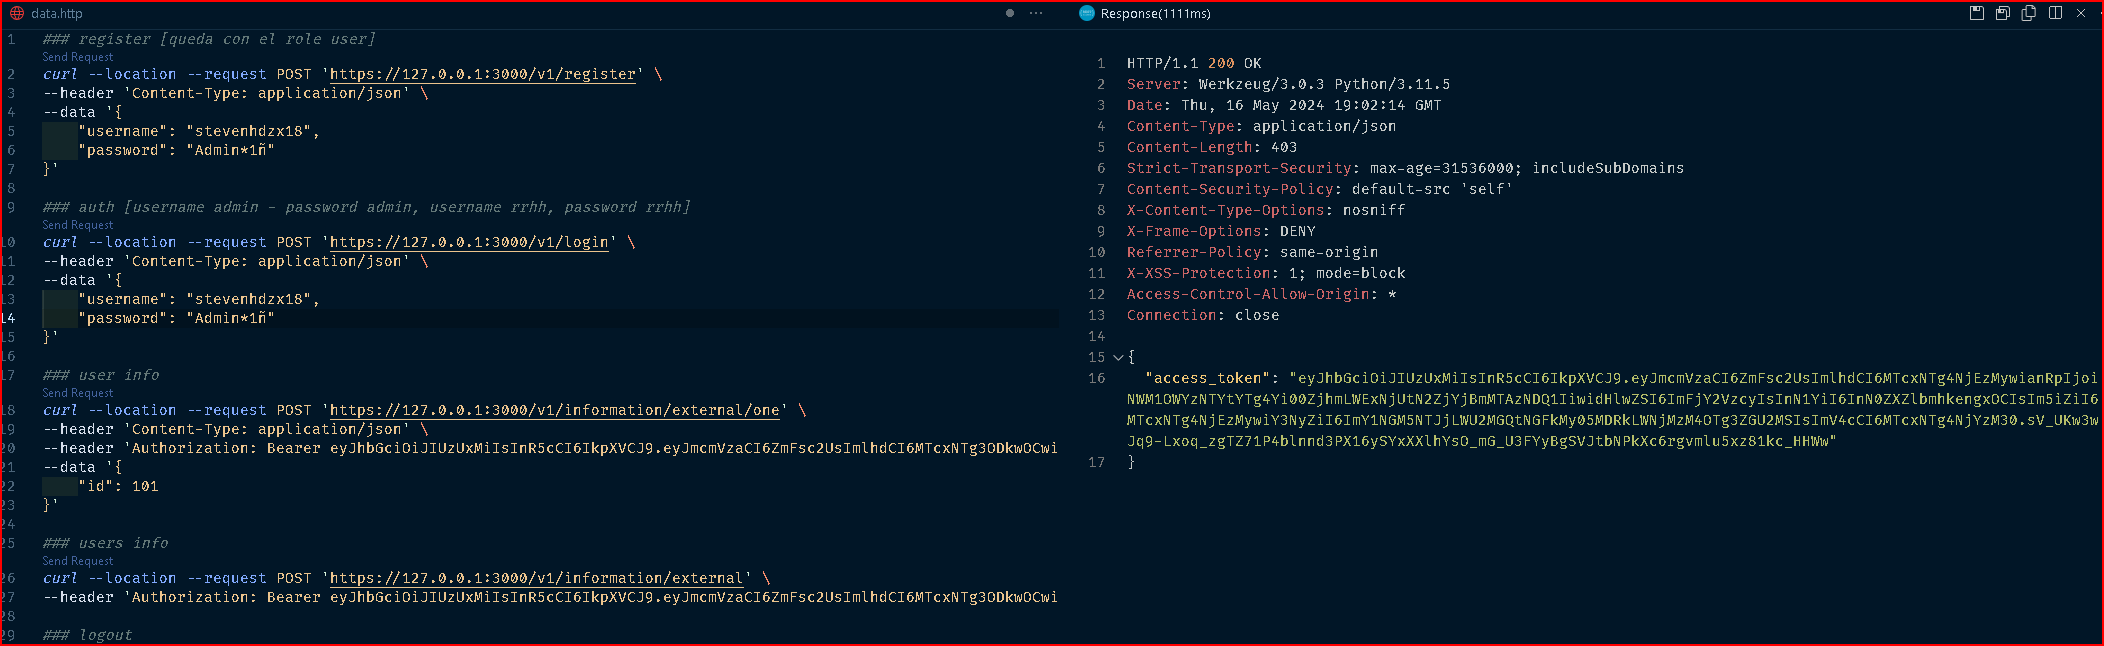 data.http
1 ### register [queda con el role user]
Send Request
2 curl --location --request POST 'https://127.0.0.1:3000/v1/register' \
3 --header 'Content-Type: application/json' \
4 --data '{
5 "username": "stevenhdzx18",
6 "password": "Admin*1ñ"
7 }'
8
9 ### auth [username admin - password admin, username rrhh, password rrhh]
Send Request
10 curl --location --request POST 'https://127.0.0.1:3000/v1/login' \
11 --header 'Content-Type: application/json' \
12 --data '{
13 "username": "stevenhdzx18",
14 "password": "Admin*1ñ"
15 }'
16
17 ### user info
Send Request
18 curl --location --request POST 'https://127.0.0.1:3000/v1/information/external/one' \
19 --header 'Content-Type: application/json' \
20 --header 'Authorization: Bearer eyJhbGciOiJIUzUxMiIsInR5cCI6IkpXVCJ9.eyJmcmVzaCI6ZmFsc2UsImlhdCI6MTcxNTg3ODkwOCwi
21 --data '{
22 "id": 101
23 }'
24
25 ### users info
Send Request
26 curl --location --request POST 'https://127.0.0.1:3000/v1/information/external' \
27 --header 'Authorization: Bearer eyJhbGciOiJIUzUxMiIsInR5cCI6IkpXVCJ9.eyJmcmVzaCI6ZmFsc2UsImlhdCI6MTcxNTg3ODkwOCwi
28
29 ### logout
Response(1111ms)
1 HTTP/1.1 200 OK
2 Server: Werkzeug/3.0.3 Python/3.11.5
3 Date: Thu, 16 May 2024 19:02:14 GMT
4 Content-Type: application/json
5 Content-Length: 403
6 Strict-Transport-Security: max-age=31536000; includeSubDomains
7 Content-Security-Policy: default-src 'self'
8 X-Content-Type-Options: nosniff
9 X-Frame-Options: DENY
10 Referrer-Policy: same-origin
11 X-XSS-Protection: 1; mode=block
12 Access-Control-Allow-Origin: *
13 Connection: close
14
15 {
16 "access_token": "eyJhbGciOiJIUzUxMiIsInR5cCI6IkpXVCJ9.eyJmcmVzaCI6ZmFsc2UsImlhdCI6MTcxNTg4NjEzMywianRpIjoi
NWM1OWYzNTYtYTg4Yi00ZjhmLWExNjUtN2ZjYjBmMTAzNDQ1IiwidHlwZSI6ImFjY2VzcyIsInN1YiI6InN0ZXZlbmhkengxOCIsIm5iZiI6
MTcxNTg4NjEzMywiY3NyZiI6ImY1NGM5NTJjLWU2MGQtNGFkMy05MDRkLWNjMzM4OTg3ZGU2MSIsImV4cCI6MTcxNTg4NjYzM30.sV_UKw3w
Jq9-Lxoq_zgTZ71P4blnnd3PX16ySYxXXlhYsO_mG_U3FYyBgSVJtbNPkXc6rgvmlu5xz81kc_HHWw"
17 }